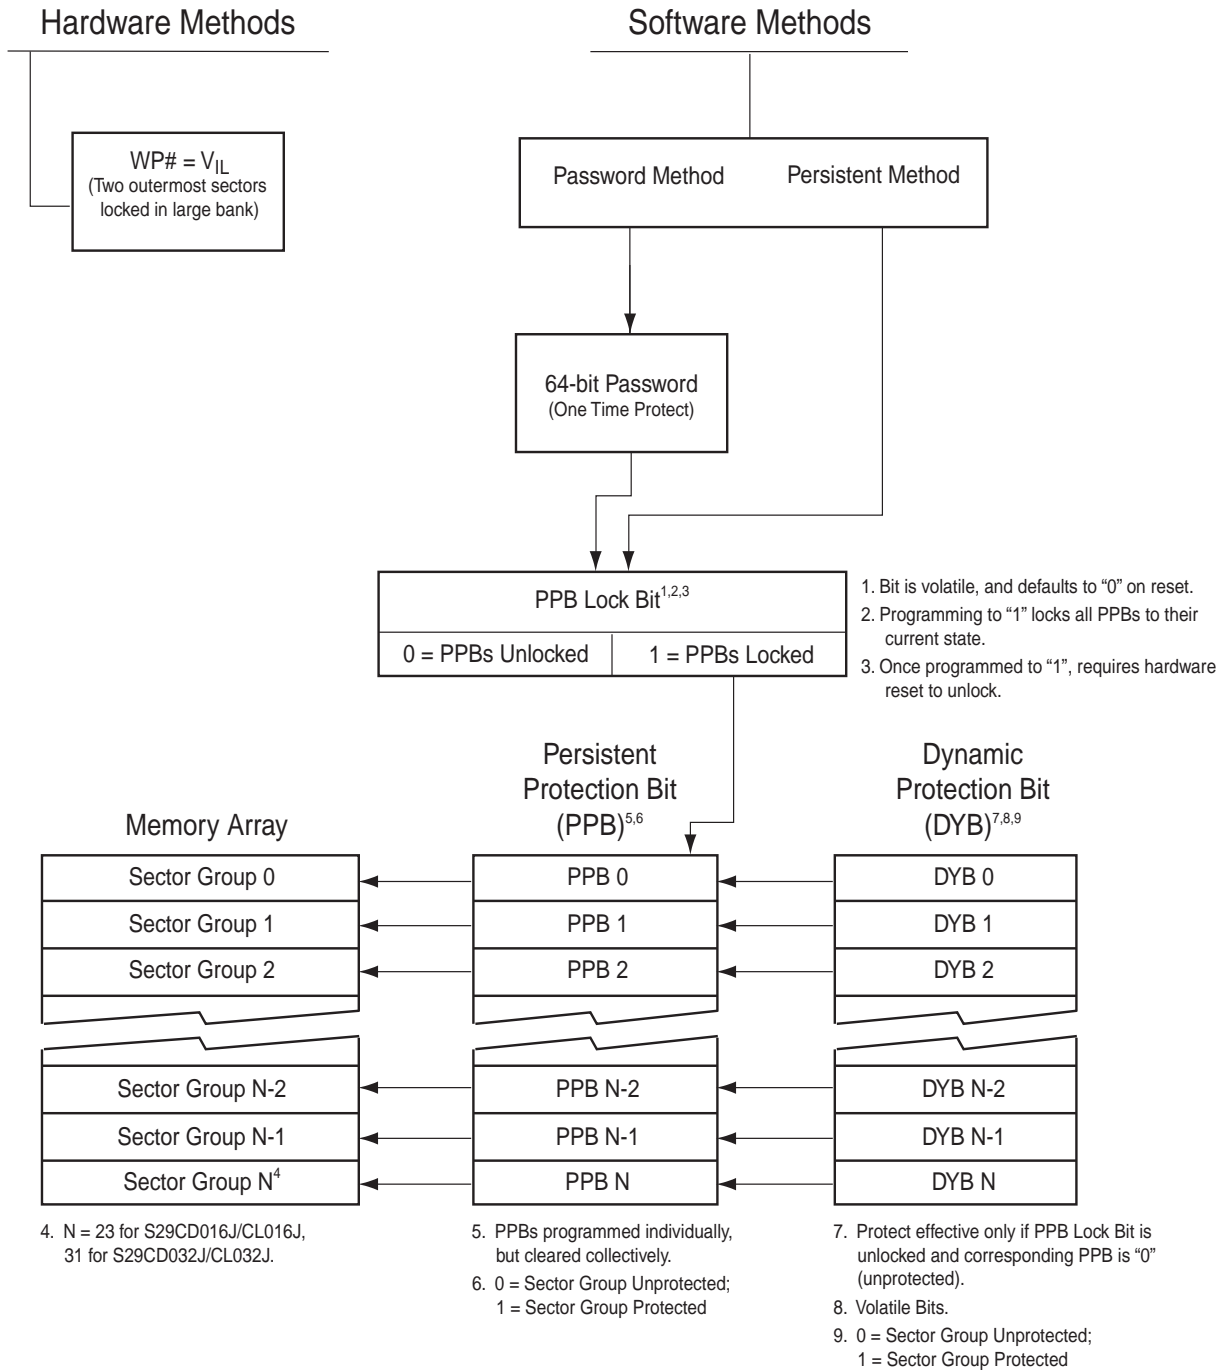 Hardware Methods
Software Methods
WP# = VIL
(Two outermost sectors
locked in large bank)
Password Method
Persistent Method
64-bit Password
(One Time Protect)
PPB Lock Bit1,2,3
0 = PPBs Unlocked
1 = PPBs Locked
1. Bit is volatile, and defaults to “0” on reset.
2. Programming to “1” locks all PPBs to their
current state.
3. Once programmed to “1”, requires hardware
reset to unlock.
Memory Array
Persistent
Protection Bit
(PPB)5,6
Dynamic
Protection Bit
(DYB)7,8,9
Sector Group 0
PPB 0
DYB 0
Sector Group 1
PPB 1
DYB 1
Sector Group 2
PPB 2
DYB 2
Sector Group N-2
PPB N-2
DYB N-2
Sector Group N-1
PPB N-1
DYB N-1
Sector Group N4
PPB N
DYB N
4. N = 23 for S29CD016J/CL016J,
31 for S29CD032J/CL032J.
5. PPBs programmed individually,
but cleared collectively.
6. 0 = Sector Group Unprotected;
1 = Sector Group Protected
7. Protect effective only if PPB Lock Bit is
unlocked and corresponding PPB is “0”
(unprotected).
8. Volatile Bits.
9. 0 = Sector Group Unprotected;
1 = Sector Group Protected